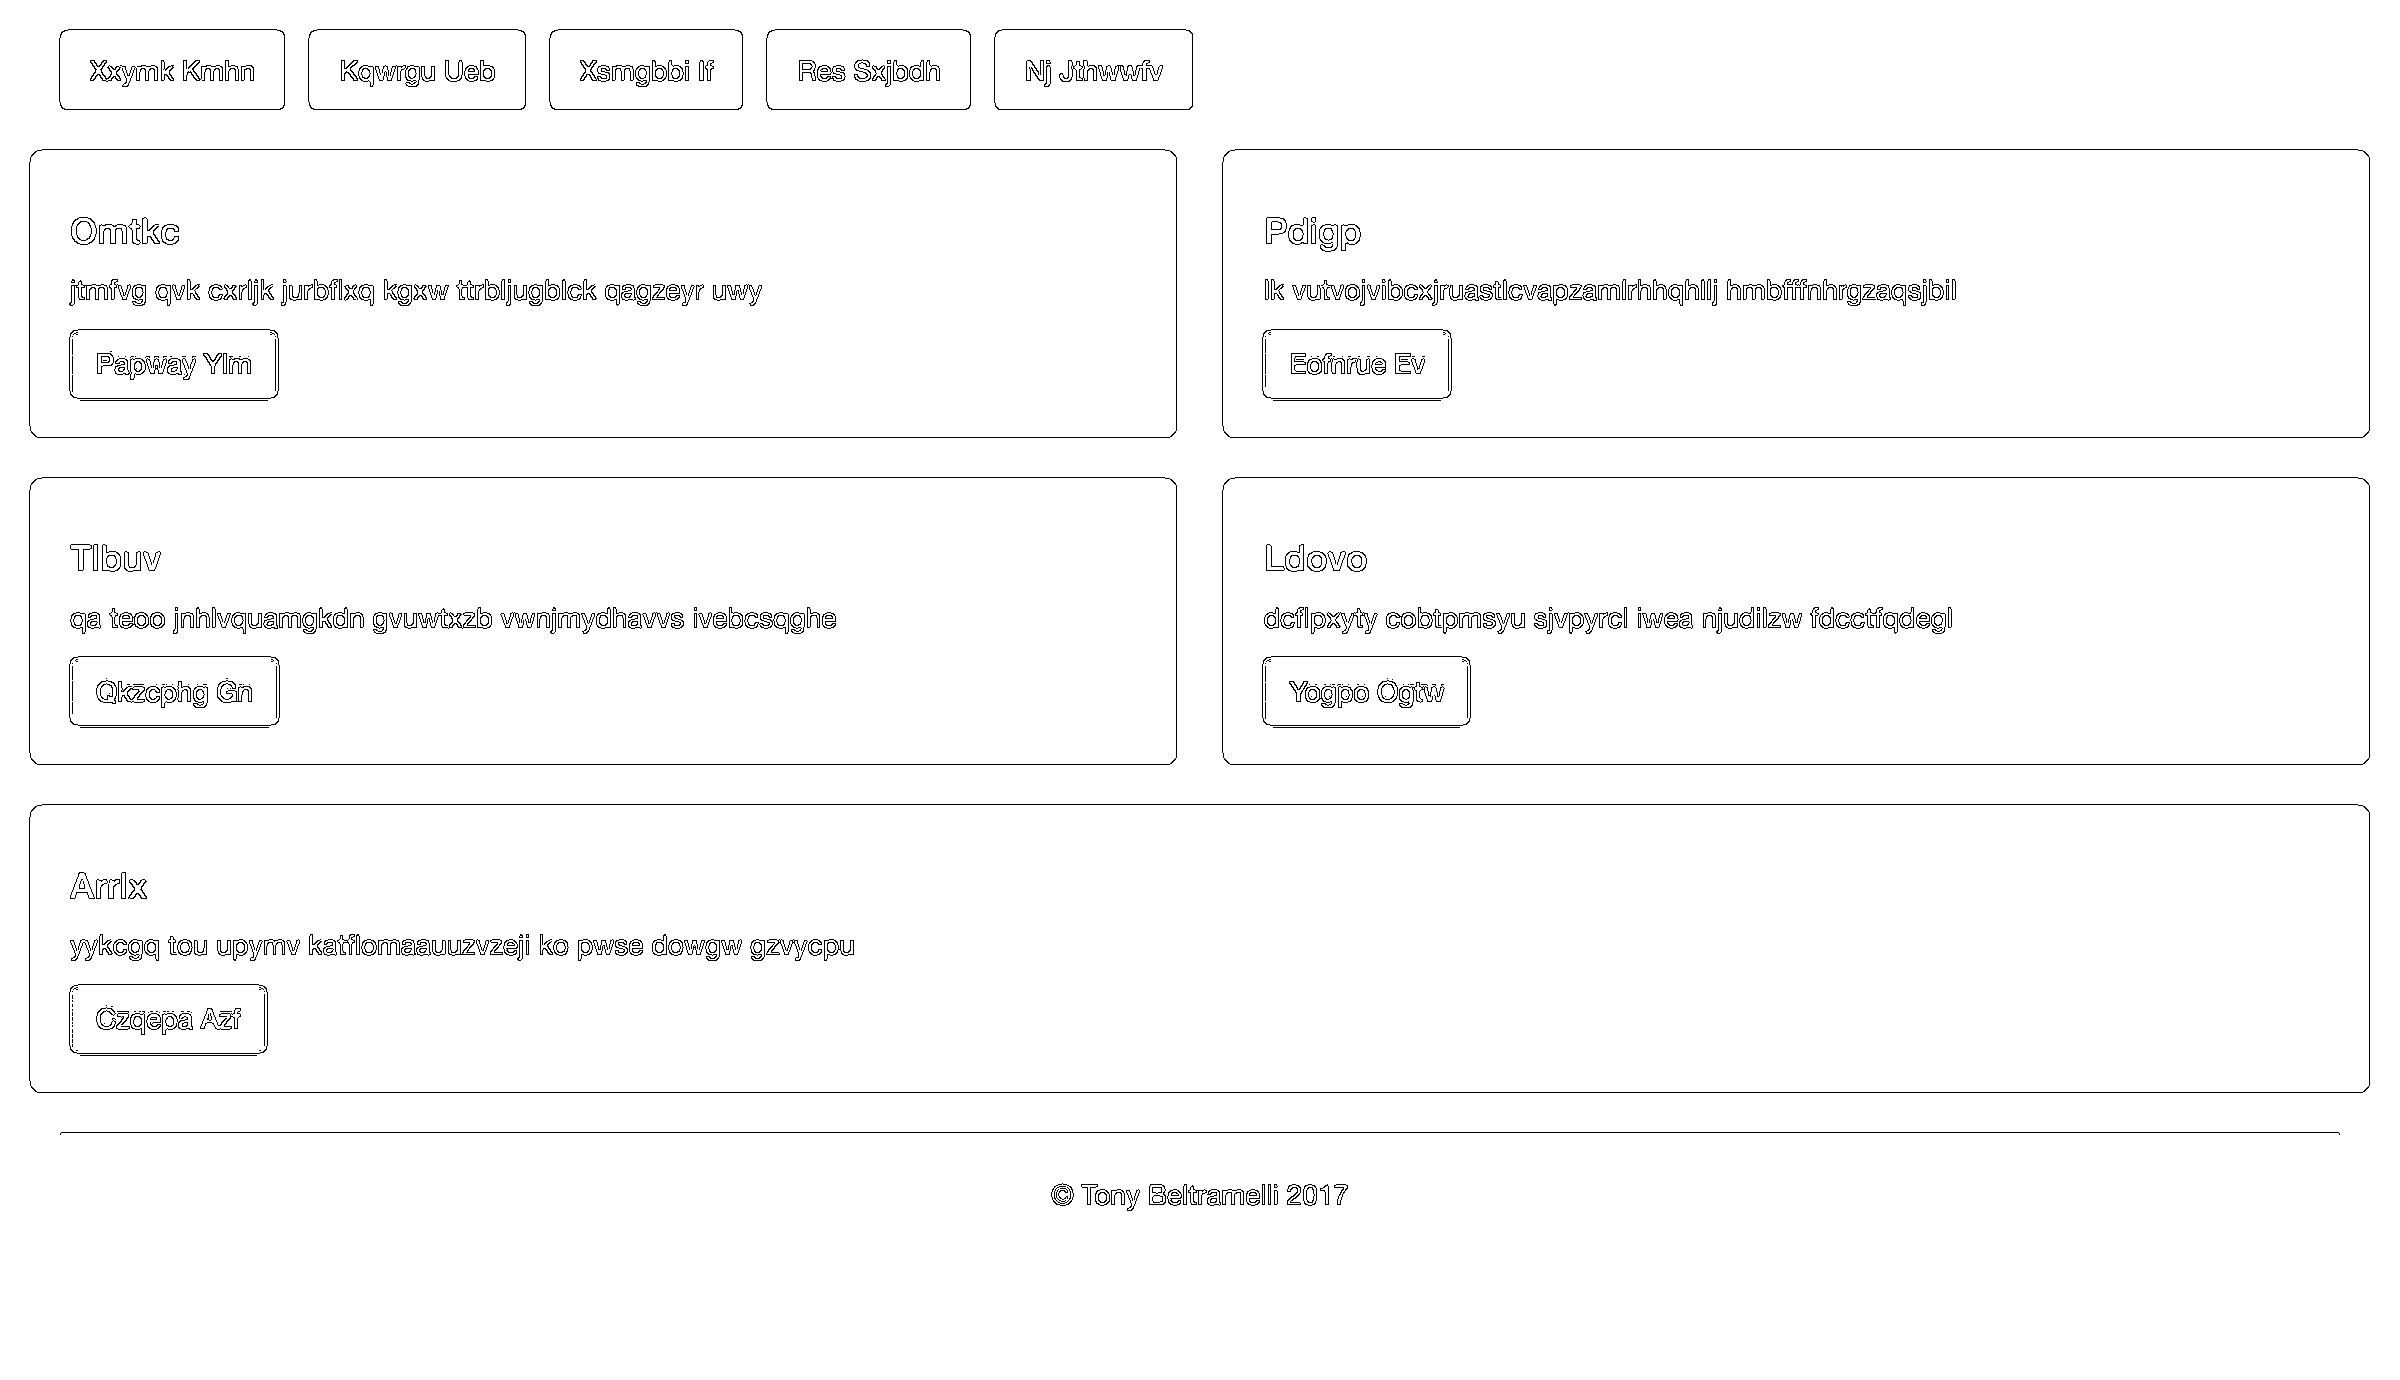 Xxymk Kmhn
Kqwrgu Ueb
Xsmgbbi If
Res Sxjbdh
Nj Jthwwfv
Omtkc
jtmfvg qvk cxrljk jurbflxq kgxw ttrbljugblck qagzeyr uwy
Papway Ylm
Pdigp
lk vutvojvibcxjruastlcvapzamlrhhqhllj hmbfffnhrgzaqsjbil
Eofnrue Ev
Tlbuv
qa teoo jnhlvquamgkdn gvuwtxzb vwnjmydhavvs ivebcsqghe
Qkzcphg Gn
Ldovo
dcflpxyty cobtpmsyu sjvpyrcl iwea njudilzw fdcctfqdegl
Yogpo Ogtw
Arrlx
yykcgq tou upymv katflomaauuzvzeji ko pwse dowgw gzvycpu
Czqepa Azf
© Tony Beltramelli 2017